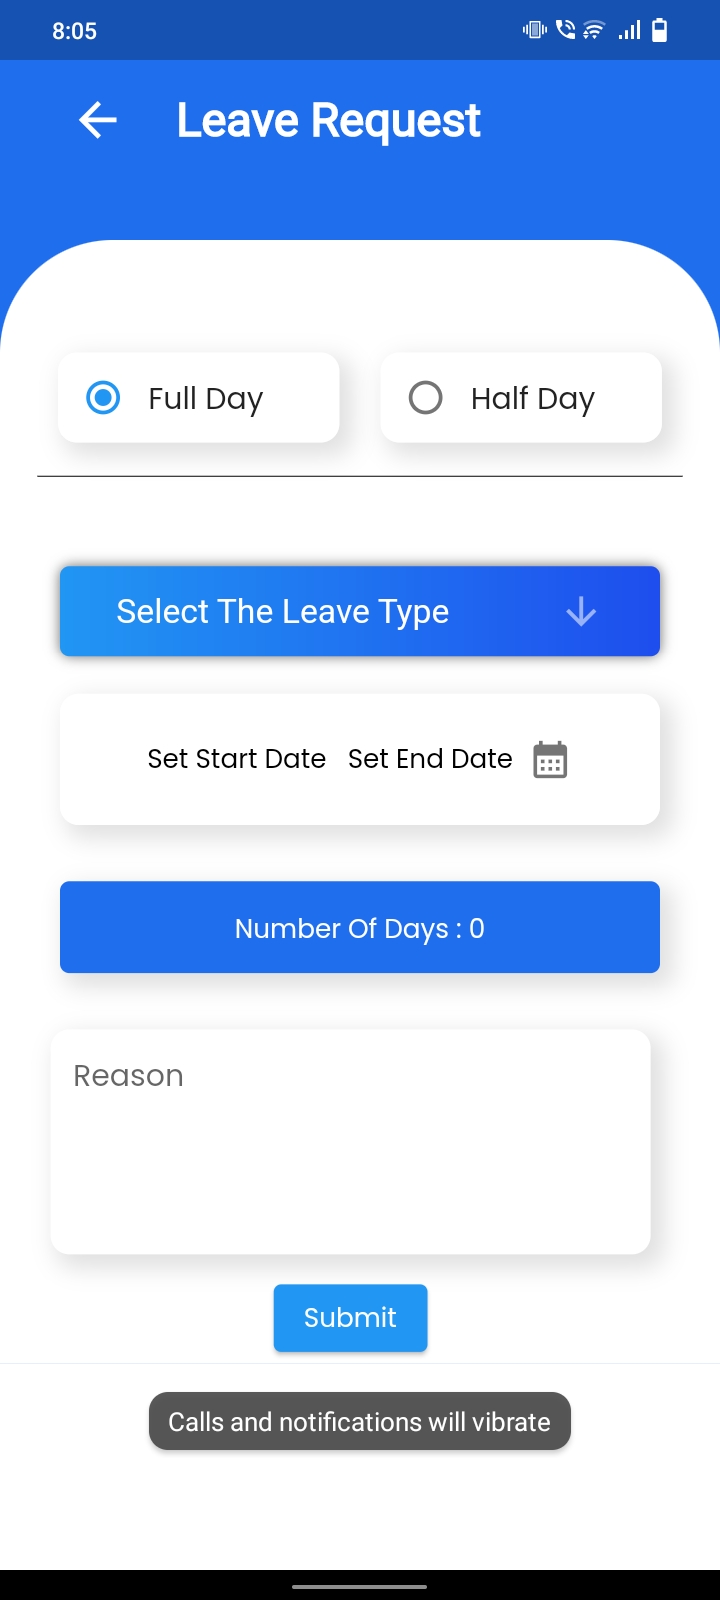 8:05
Leave Request
Full Day
Half Day
Select The Leave Type
Set Start Date Set End Date
Number Of Days : 0
Reason
Submit
Calls and notifications will vibrate